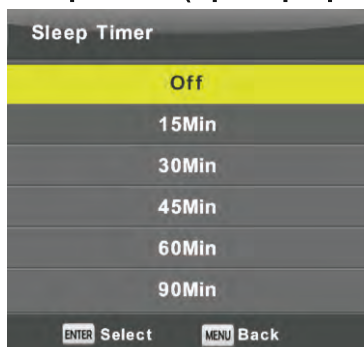 Sleep Timer
Off
15Min
30Min
45Min
60Min
90Min
ENTER Select MENU Back